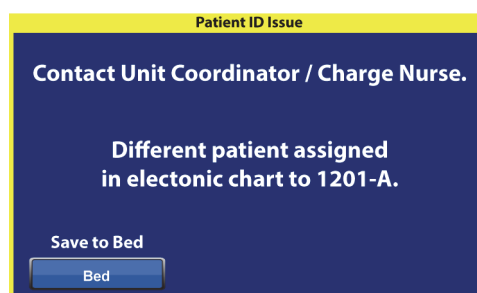 Patient ID Issue
Contact Unit Coordinator / Charge Nurse.
Different patient assigned
in electonic chart to 1201-A.
Save to Bed
Bed